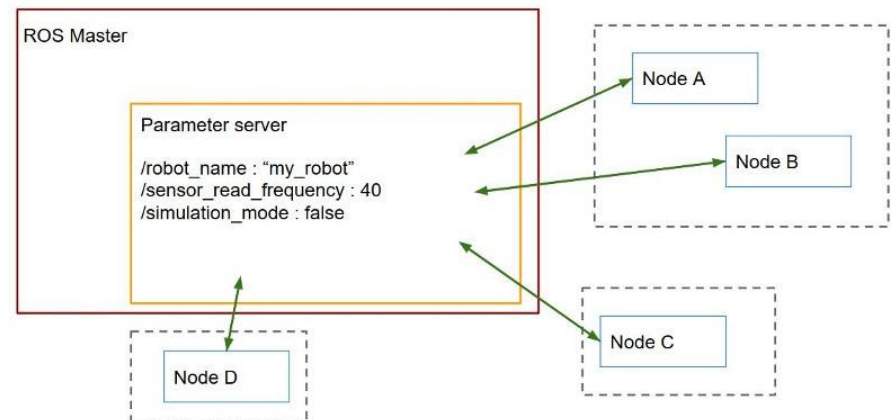 ROS Master
Parameter server
/robot_name : “my_robot”
/sensor_read_frequency : 40
/simulation_mode : false
Node A
Node B
Node C
Node D